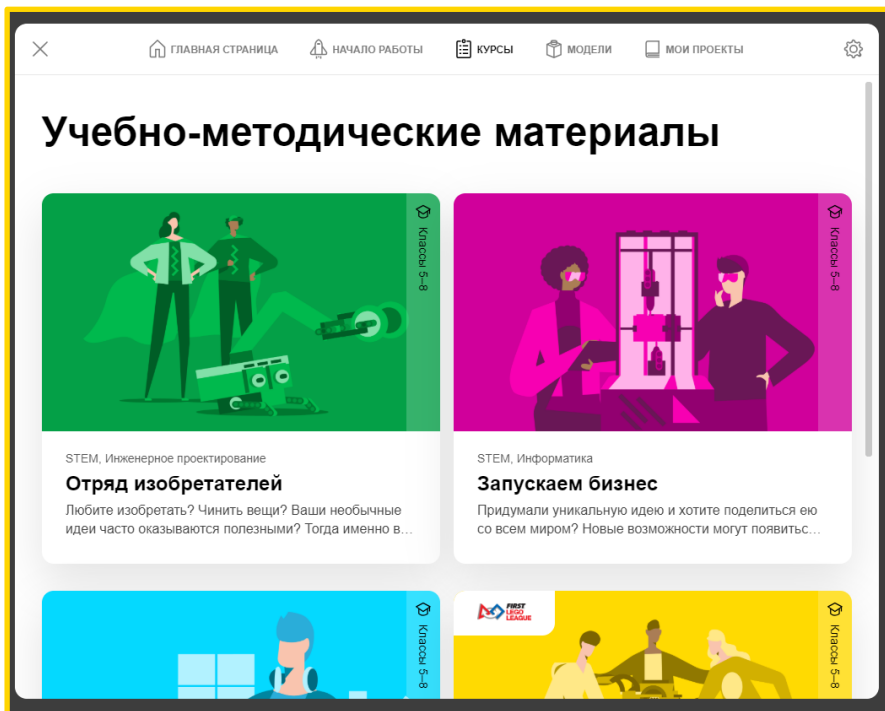 ГЛАВНАЯ СТРАНИЦА
НАЧАЛО РАБОТЫ
КУРСЫ
МОДЕЛИ
МОИ ПРОЕКТЫ
Учебно-методические материалы
Классы 5–8
STEM, Инженерное проектирование
Отряд изобретателей
Любите изобретать? Чинить вещи? Ваши необычные
идеи часто оказываются полезными? Тогда именно в...
Классы 5–8
STEM, Информатика
Запускаем бизнес
Придумали уникальную идею и хотите поделиться ею
со всем миром? Новые возможности могут появитьс...
Классы 5–8
FIRST
LEGO
LEAGUE
Классы 5–8